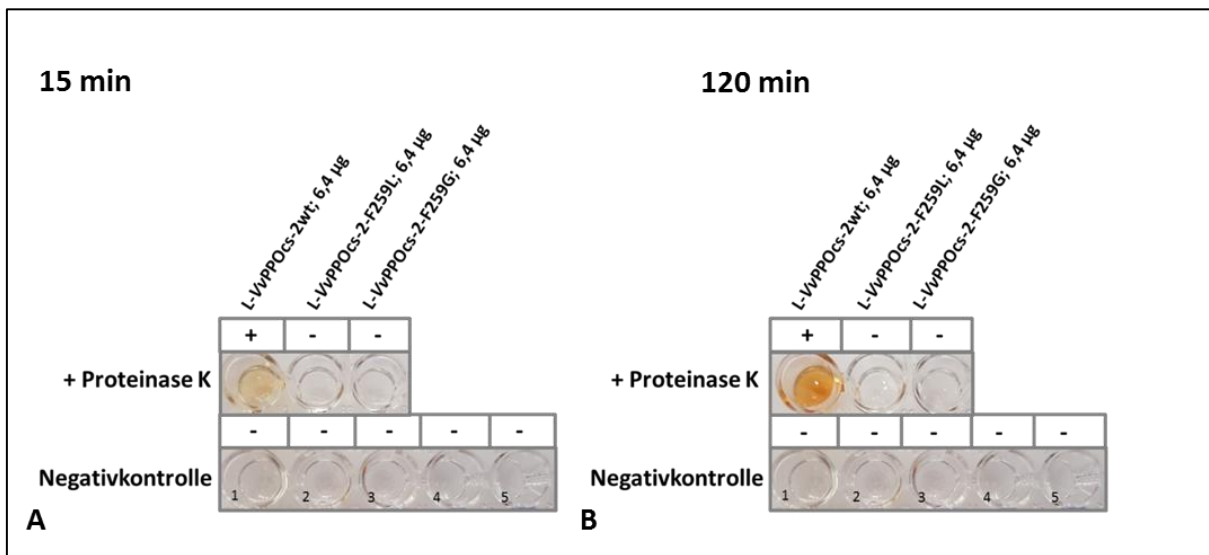 15 min
L-VvPPOcs-2wt; 6,4 µg
L-VvPPOcs-2-F259L; 6,4 µg
L-VvPPOcs-2-F259G; 6,4 µg
+ - -
+ Proteinase K
- - - - -
Negativkontrolle
1 2 3 4 5
A
120 min
L-VvPPOcs-2wt; 6,4 µg
L-VvPPOcs-2-F259L; 6,4 µg
L-VvPPOcs-2-F259G; 6,4 µg
+ - -
+ Proteinase K
- - - - -
Negativkontrolle
1 2 3 4 5
B